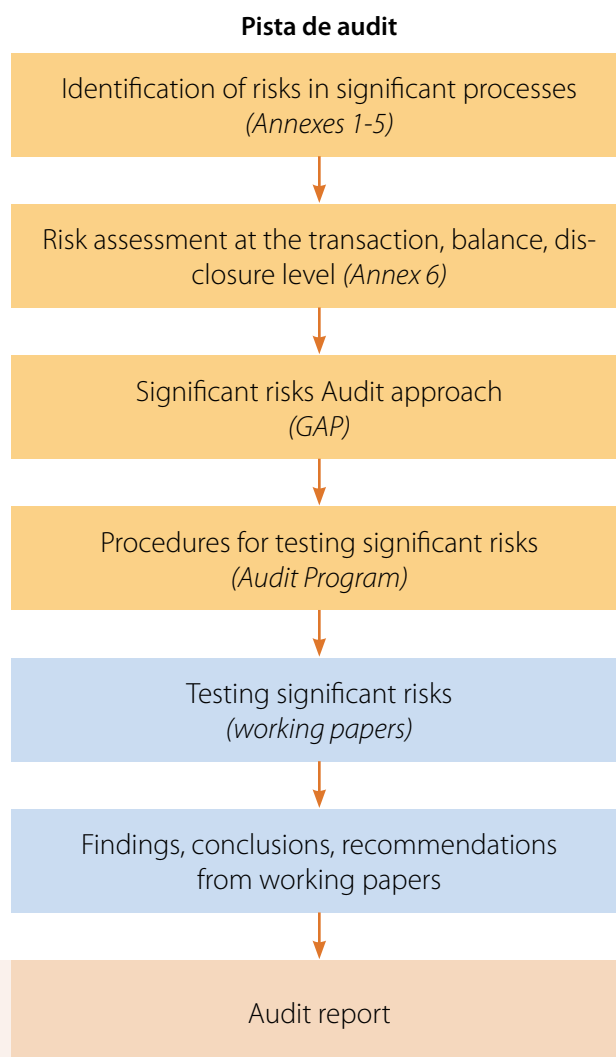 Pista de audit
Identification of risks in significant processes
(Annexes 1-5)
Risk assessment at the transaction, balance, dis-
closure level (Annex 6)
Significant risks Audit approach
(GAP)
Procedures for testing significant risks
(Audit Program)
Testing significant risks
(working papers)
Findings, conclusions, recommendations
from working papers
Audit report